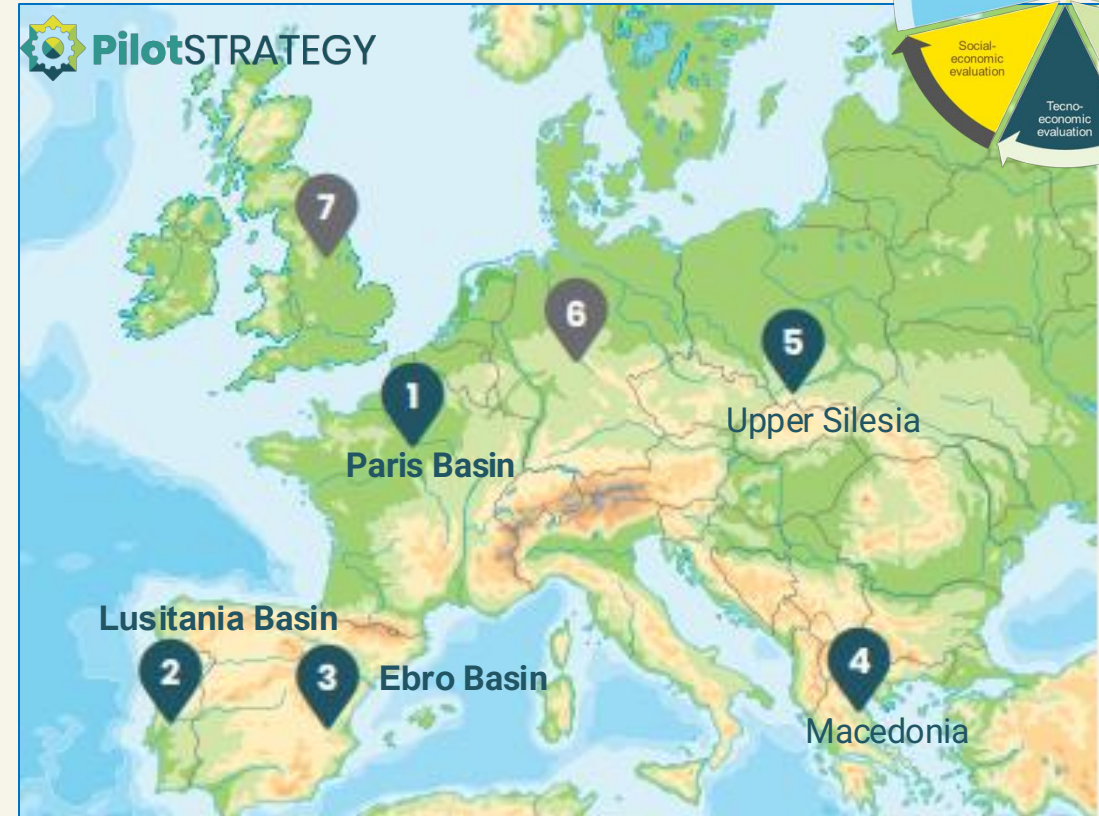 PilotSTRATEGY
Social-
economic
evaluation
Tecno-
economic
evaluation
7
6
5
1
Upper Silesia
Paris Basin
Lusitania Basin
2
3
Ebro Basin
4
Macedonia